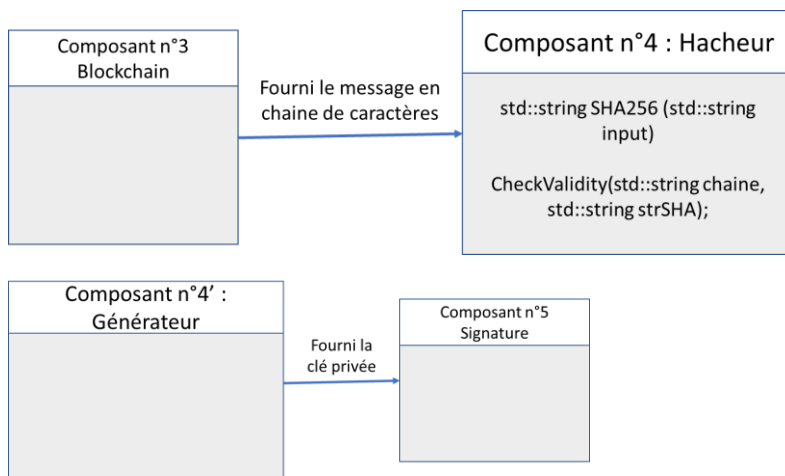 Composant n°3
Blockchain
Fourni le message en
chaine de caractères
Composant n°4 : Hacheur
std::string SHA256 (std::string
input)
CheckValidity(std::string chaine,
std::string strSHA);
Composant n°4' :
Générateur
Fourni la
clé privée
Composant n°5
Signature